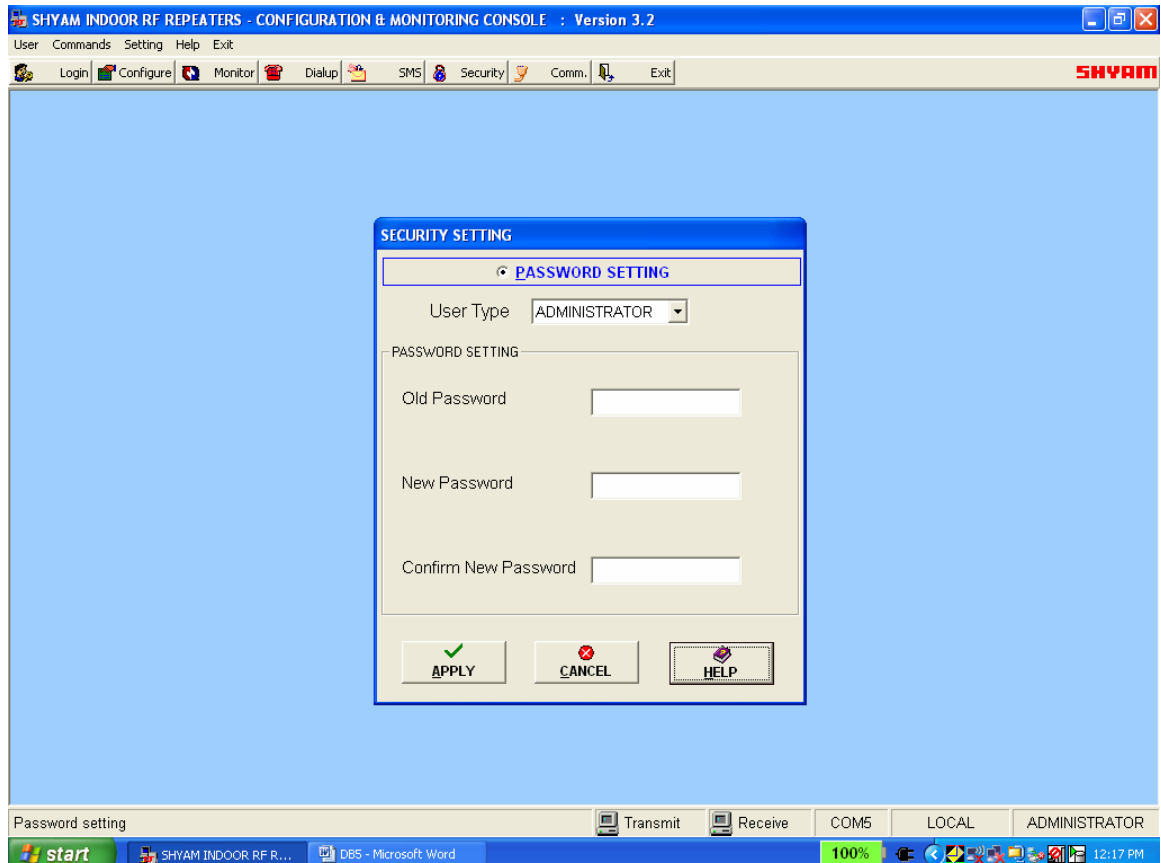 SHYAM INDOOR RF REPEATERS - CONFIGURATION & MONITORING CONSOLE : Version 3.2
User Commands Setting Help Exit
Login Configure Monitor Dialup SMS Security Comm. Exit SHYAM
SECURITY SETTING
PASSWORD SETTING
User Type ADMINISTRATOR
PASSWORD SETTING
Old Password
New Password
Confirm New Password
APPLY CANCEL HELP
Password setting Transmit Receive COM5 LOCAL ADMINISTRATOR
start SHYAM INDOOR RF R... DB5 - Microsoft Word 100% 12:17 PM